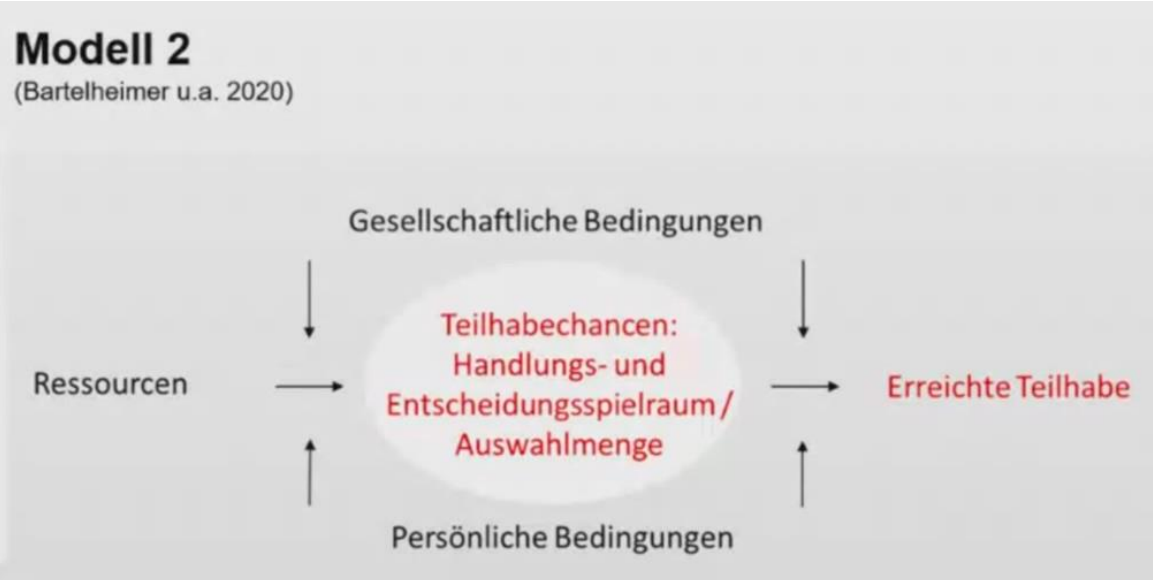 Modell 2
(Bartelheimer u.a. 2020)
Gesellschaftliche Bedingungen
Teilhabechancen:
Handlungs- und
Entscheidungsspielraum/
Auswahlmenge
Ressourcen
Erreichte Teilhabe
Persönliche Bedingungen